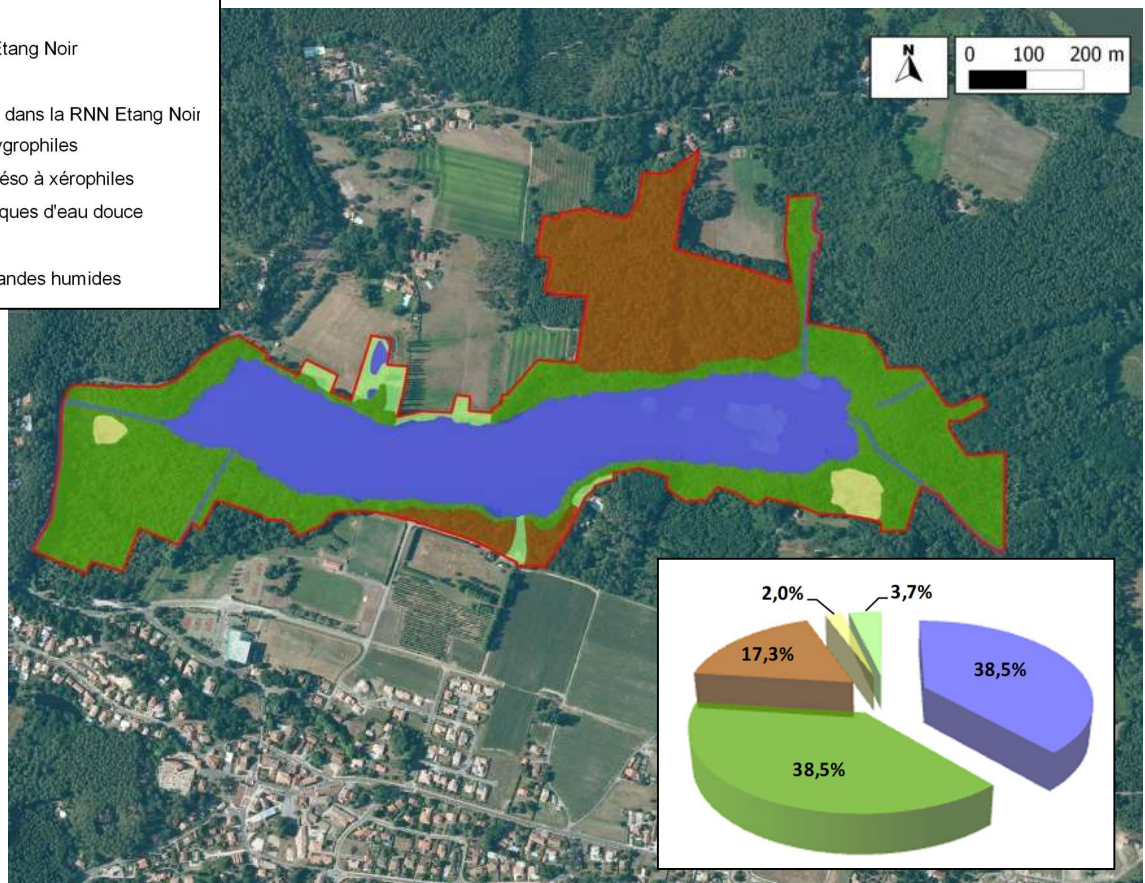 Etang Noir
dans la RNN Etang Noir
ygrophiles
éso à xérophiles
ques d'eau douce
andes humides
N
0 100 200 m
2,0%
3,7%
17,3%
38,5%
38,5%